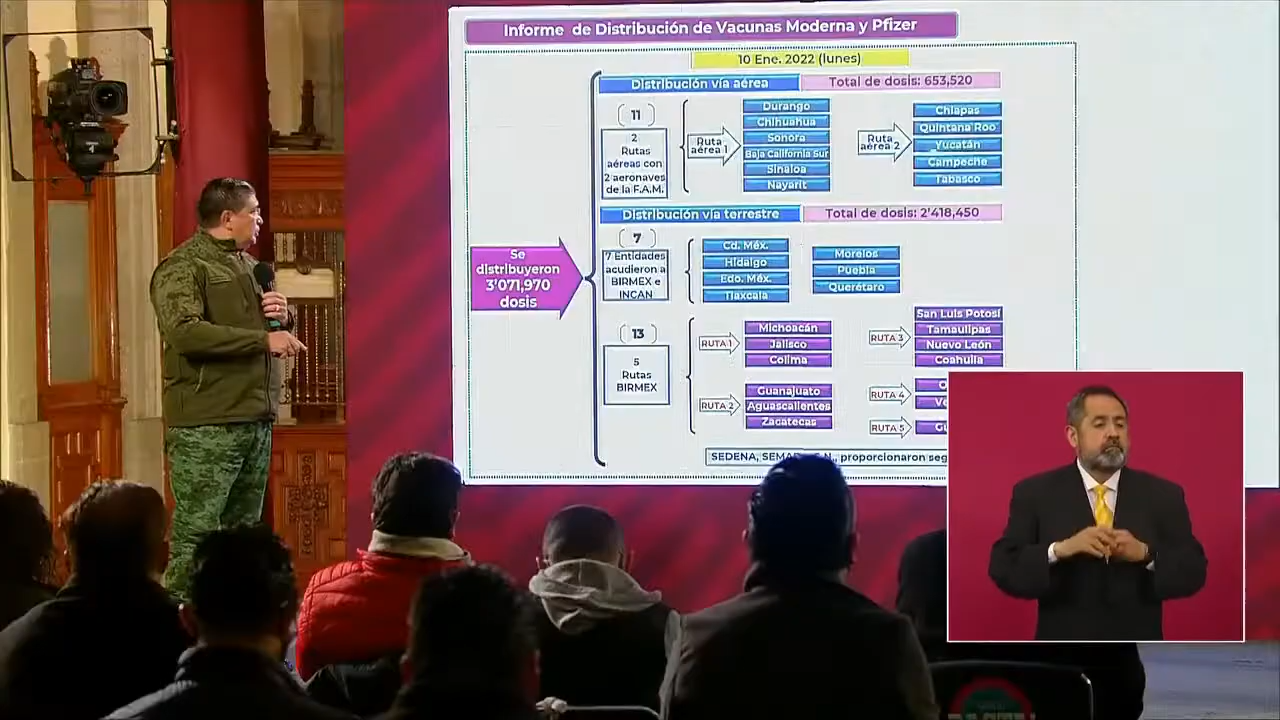 Informe de Distribución de Vacunas Moderna y Pfizer
10 Ene. 2022 (lunes)
Distribución vía aérea
Total de dosis: 653,520
11
2
Rutas
aéreas con
2 aeronaves
de la F.A.M.
Ruta
aérea 1
Durango
Chihuahua
Sonora
Baja California Sur
Sinaloa
Nayarit
Ruta
aérea 2
Chiapas
Quintana Roo
Yucatán
Campeche
Tabasco
Distribución vía terrestre
Total de dosis: 2'418,450
Se
distribuyeron
3'071,970
dosis
7
7 Entidades
acudieron a
BIRMEX e
INCAN
Cd. Méx.
Hidalgo
Edo. Méx.
Tlaxcala
Morelos
Puebla
Querétaro
13
5
Rutas
BIRMEX
RUTA 1
Michoacán
Jalisco
Colima
RUTA 3
San Luis Potosí
Tamaulipas
Nuevo León
Coahuila
RUTA 2
Guanajuato
Aguascalientes
Zacatecas
RUTA 4
RUTA 5
SEDENA, proporcionaron